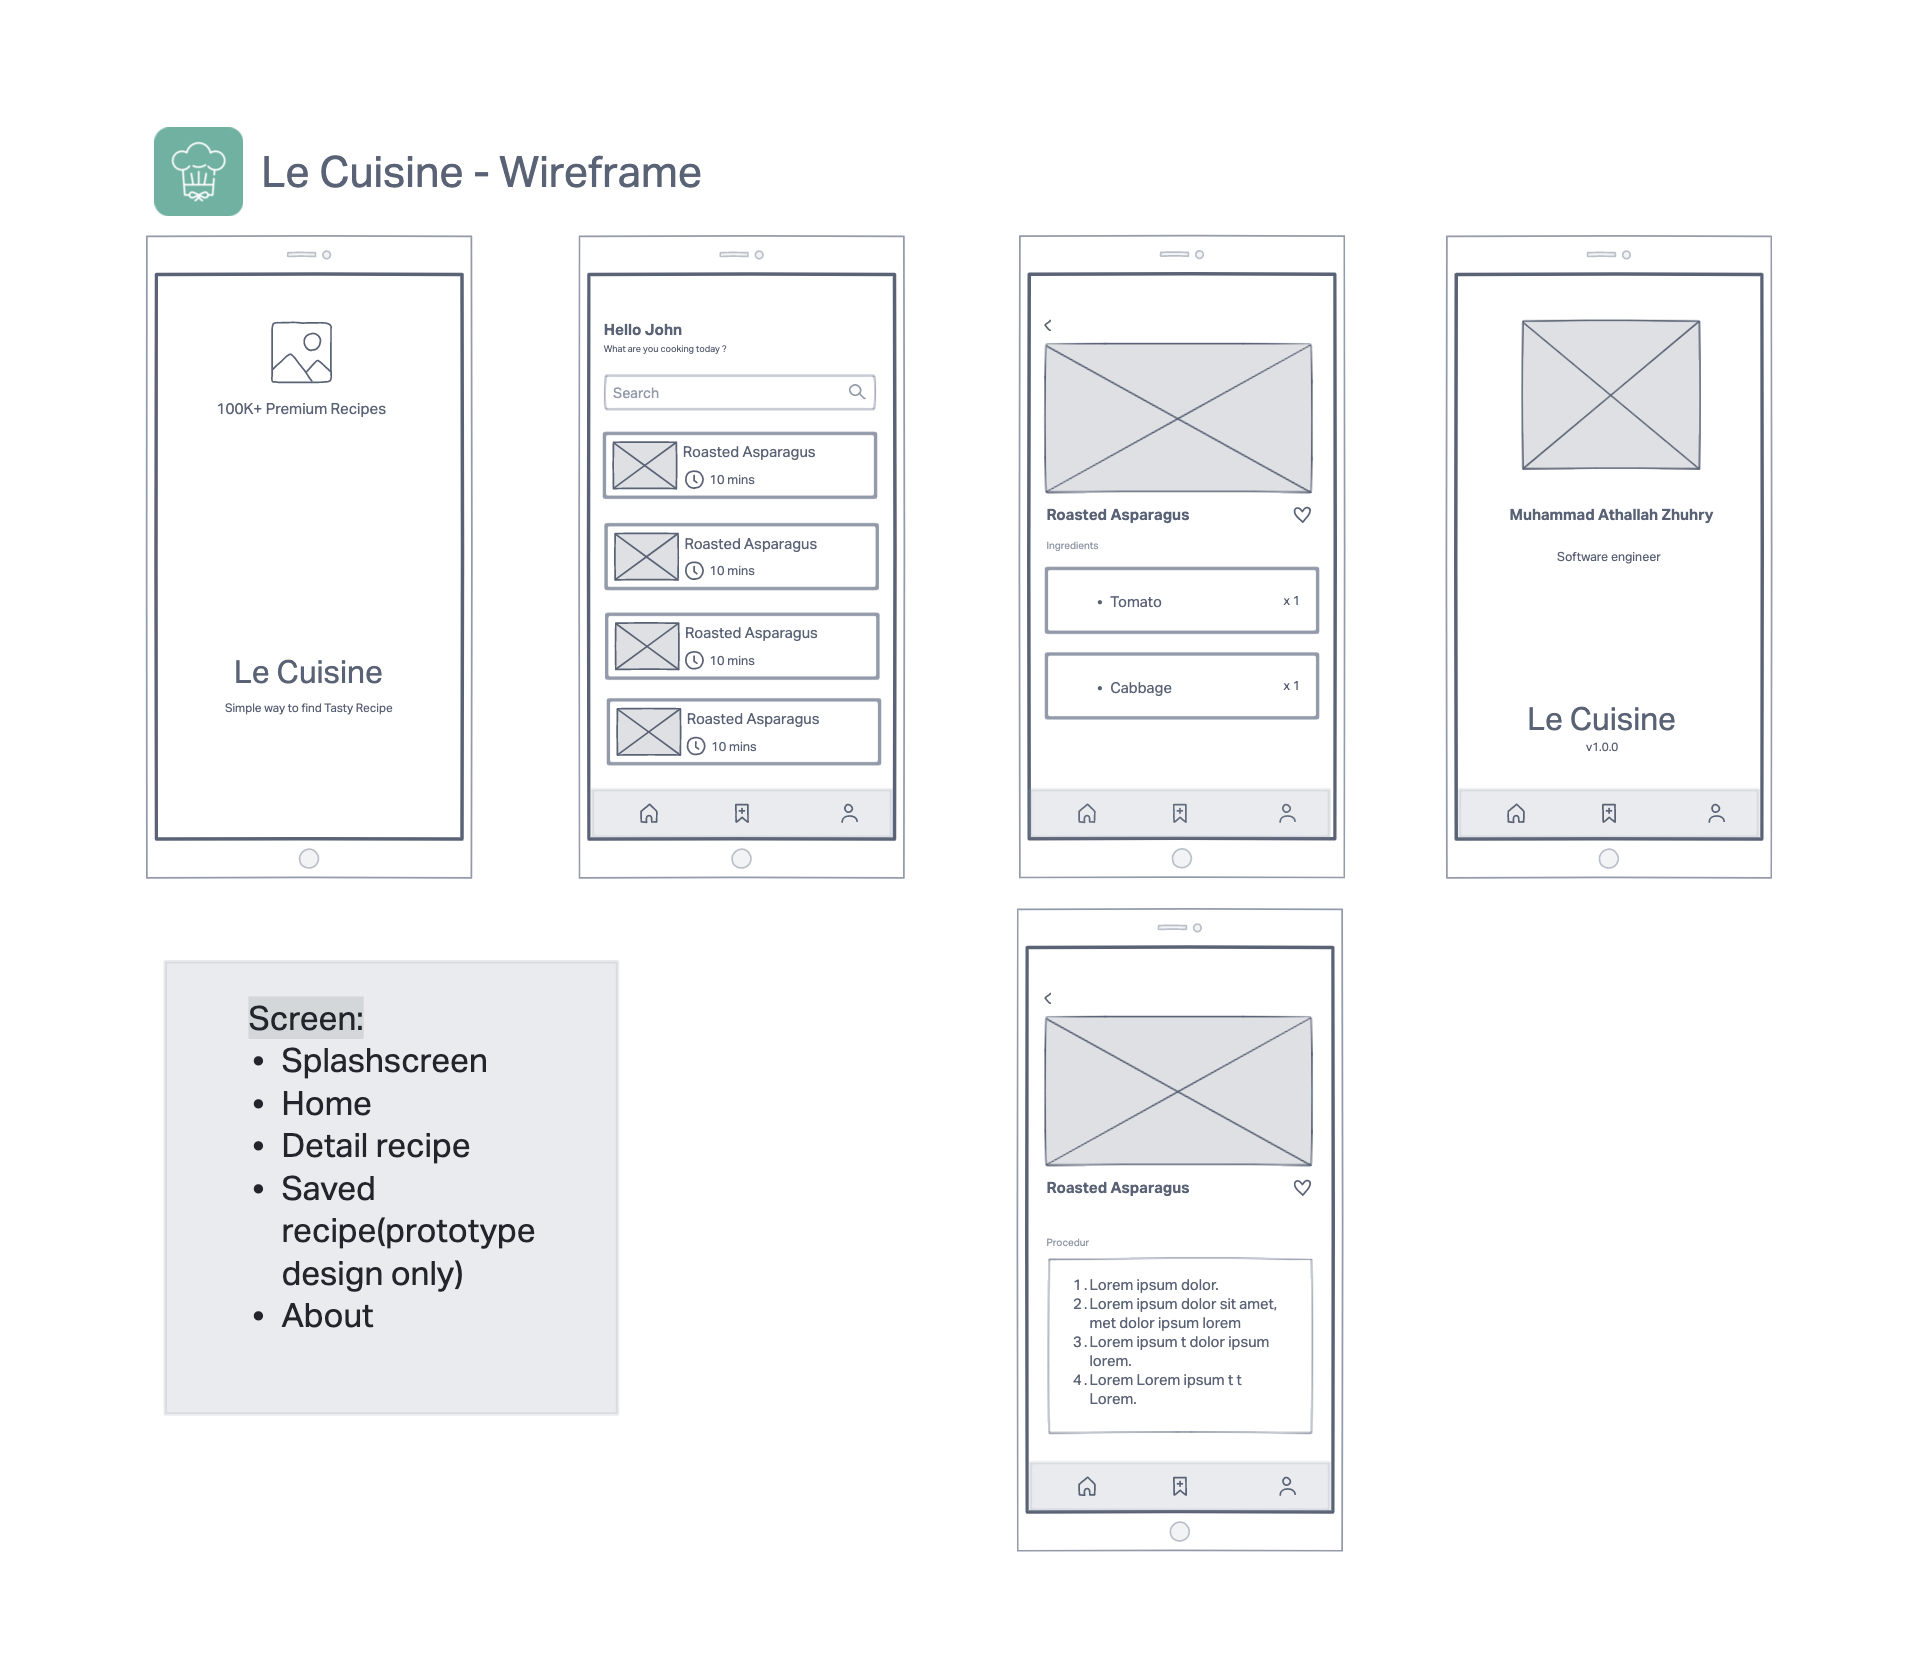 Le Cuisine - Wireframe
100K+ Premium Recipes
Le Cuisine
Simple way to find Tasty Recipe
Hello John
What are you cooking today ?
Search
Roasted Asparagus
10 mins
Roasted Asparagus
10 mins
Roasted Asparagus
10 mins
Roasted Asparagus
10 mins
Roasted Asparagus
Ingredients
• Tomato x 1
• Cabbage x 1
Muhammad Athallah Zhuhry
Software engineer
Le Cuisine
v1.0.0
Screen:
• Splashscreen
• Home
• Detail recipe
• Saved
recipe(prototype
design only)
• About
Roasted Asparagus
Procedur
1. Lorem ipsum dolor.
2. Lorem ipsum dolor sit amet,
met dolor ipsum lorem
3. Lorem ipsum t dolor ipsum
lorem.
4. Lorem Lorem ipsum t t
Lorem.